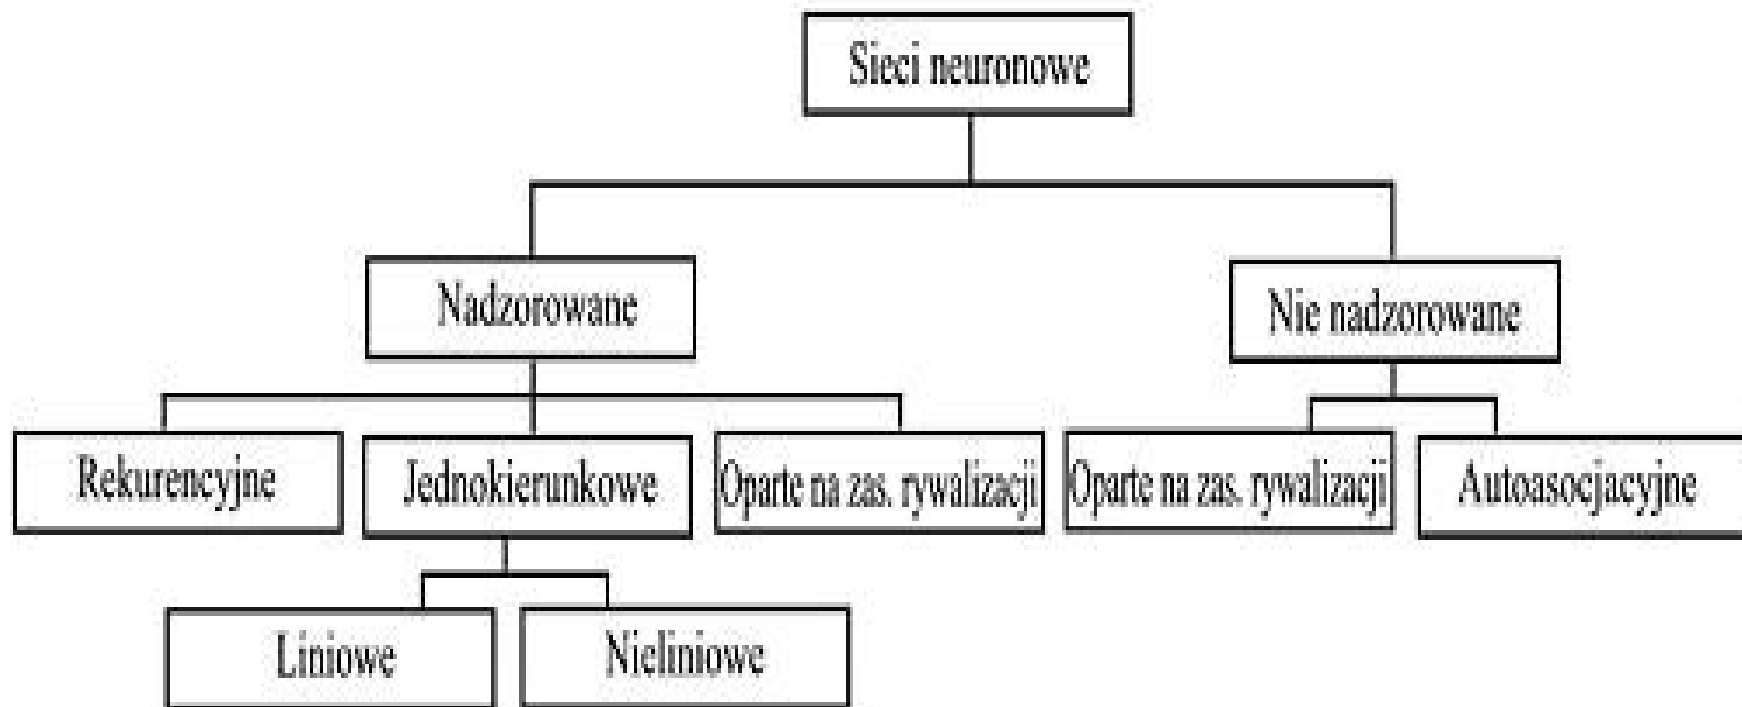 Sieci neuronowe
Nadzorowane
Nie nadzorowane
Rekurencyjne
Jednokierunkowe
Oparte na zas. rywalizacji
Oparte na zas. rywalizacji
Autoasocjacyjne
Liniowe
Nieliniowe